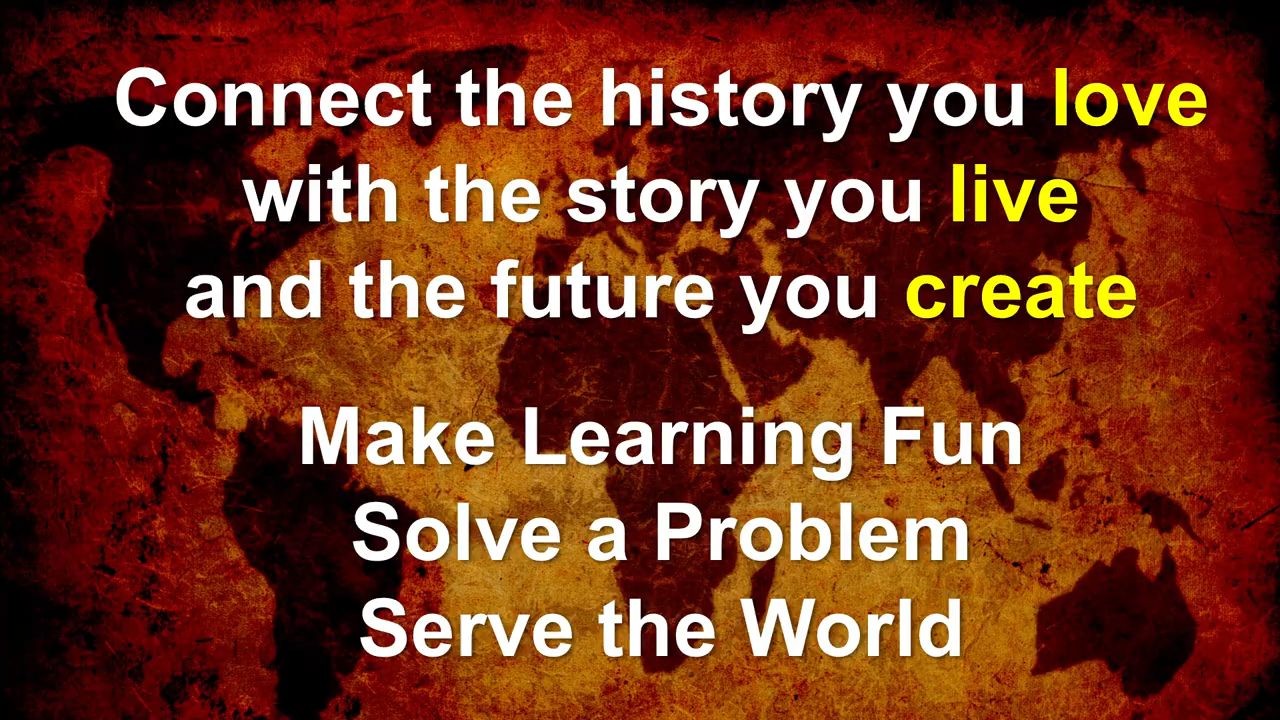 Connect the history you love
with the story you live
and the future you create
Make Learning Fun
Solve a Problem
Serve the World